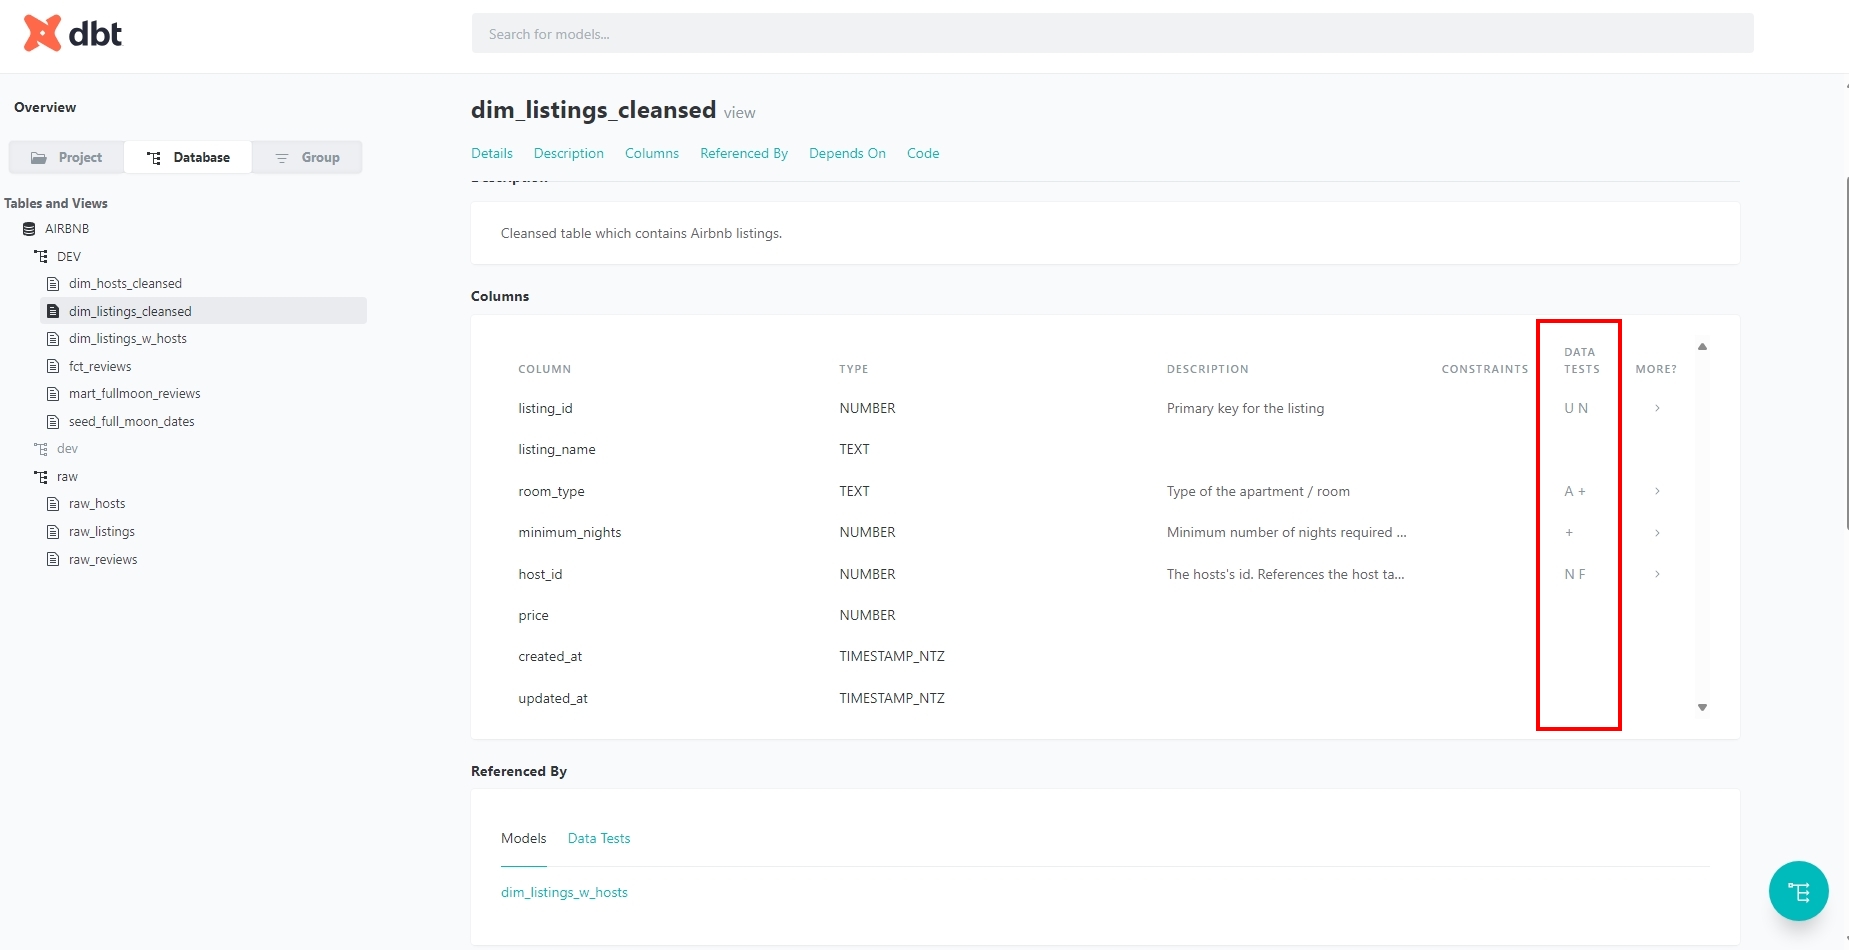 dbt
Search for models...
Overview
Project Database Group
Tables and Views
AIRBNB
DEV
dim_hosts_cleansed
dim_listings_cleansed
dim_listings_w_hosts
fct_reviews
mart_fullmoon_reviews
seed_full_moon_dates
dev
raw
raw_hosts
raw_listings
raw_reviews
dim_listings_cleansed view
Details Description Columns Referenced By Depends On Code
Description
Cleansed table which contains Airbnb listings.
Columns
COLUMN TYPE DESCRIPTION CONSTRAINTS DATA TESTS MORE?
listing_id NUMBER Primary key for the listing U N
listing_name TEXT
room_type TEXT Type of the apartment / room A +
minimum_nights NUMBER Minimum number of nights required ... +
host_id NUMBER The hosts's id. References the host ta... N F
price NUMBER
created_at TIMESTAMP_NTZ
updated_at TIMESTAMP_NTZ
Referenced By
Models Data Tests
dim_listings_w_hosts